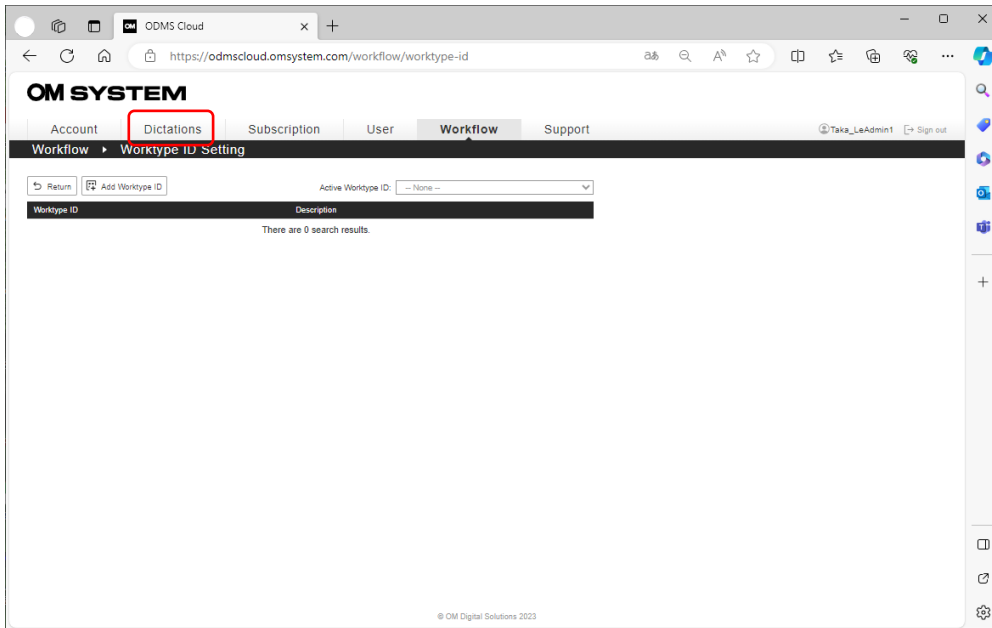 OM ODMS Cloud
https://odmscloud.omsystem.com/workflow/worktype-id
OM SYSTEM
Account Dictations Subscription User Workflow Support Taka_LeAdmin1 Sign out
Workflow Worktype ID Setting
Return Add Worktype ID Active Worktype ID: -- None --
Worktype ID Description
There are 0 search results.
© OM Digital Solutions 2023